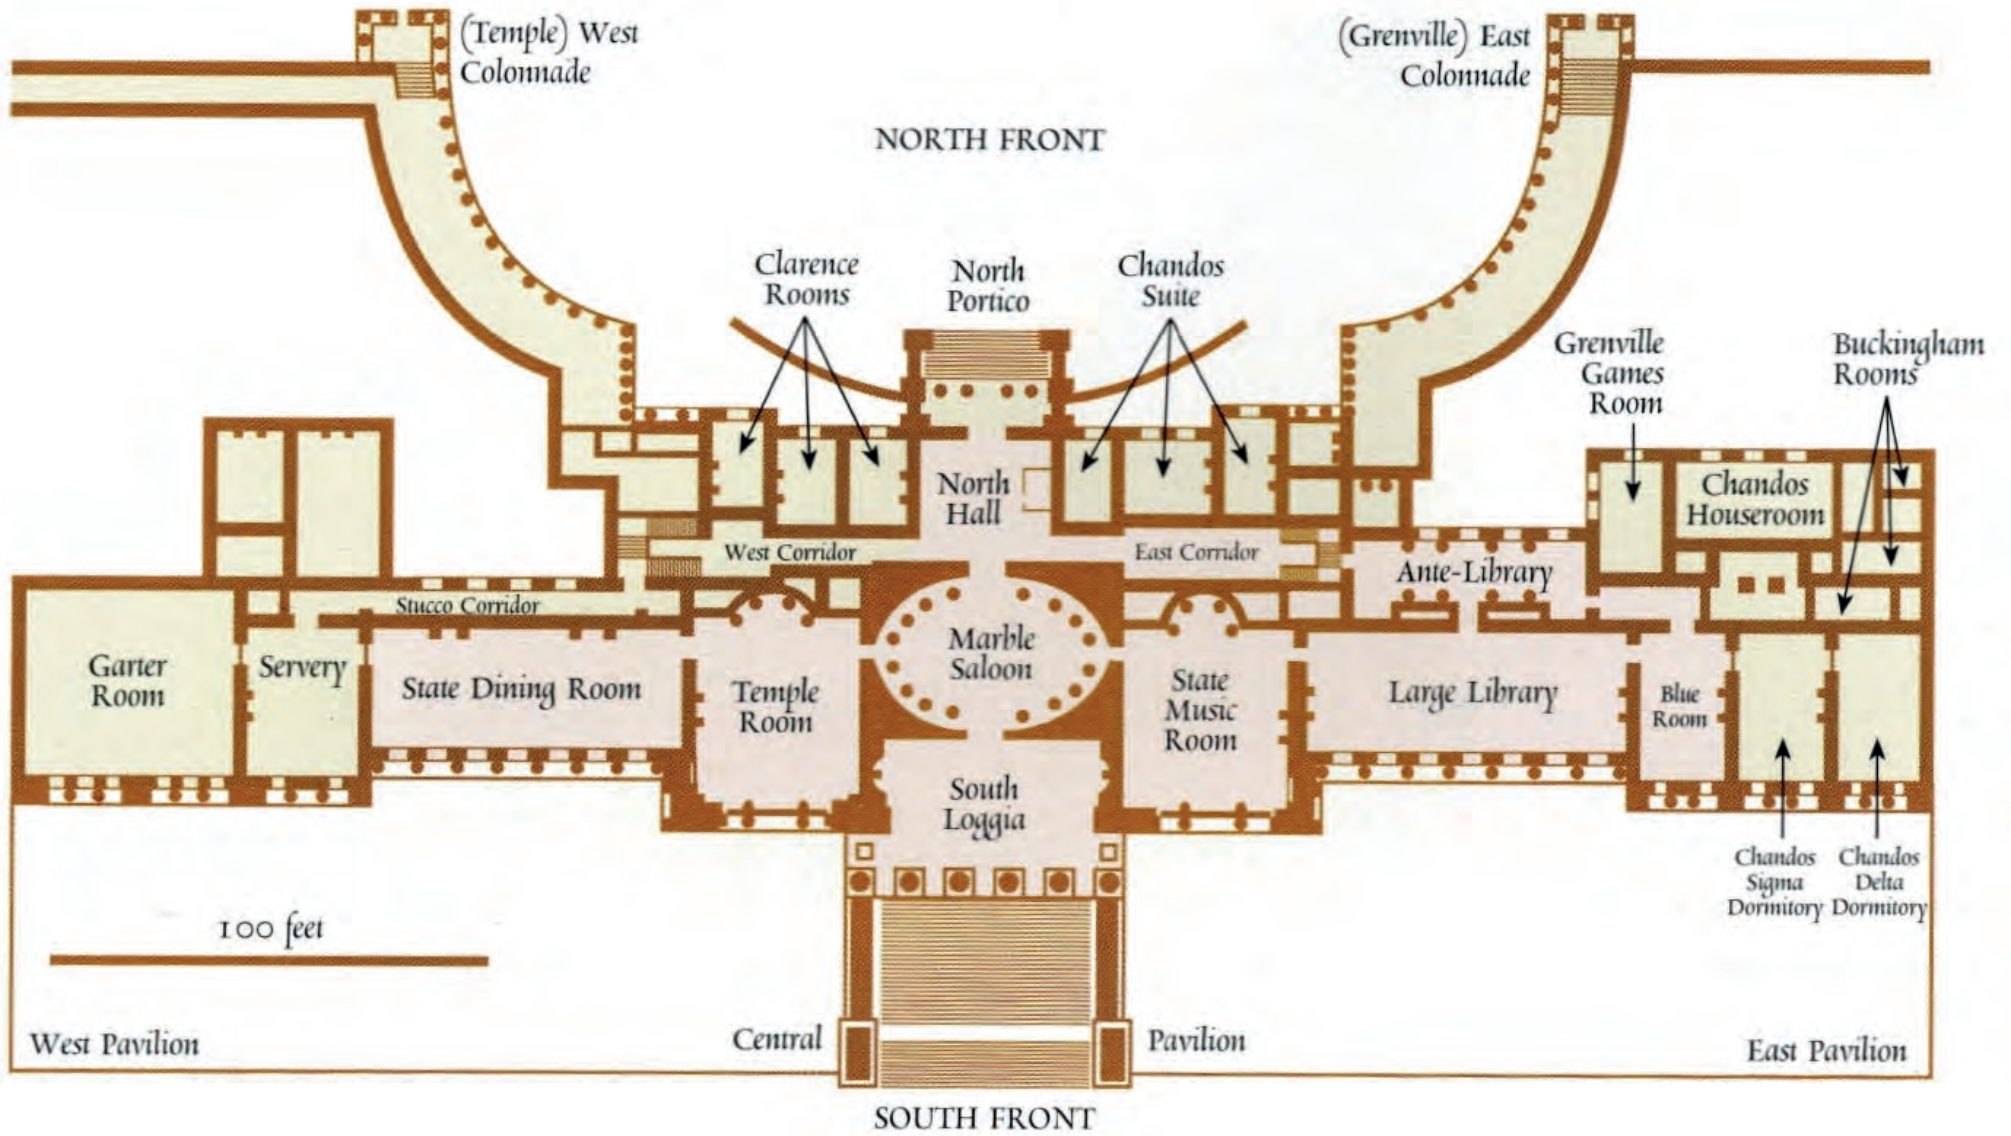 (Temple) West
Colonnade
(Grenville) East
Colonnade
NORTH FRONT
Clarence
Rooms
North
Portico
Chandos
Suite
Grenville
Games
Room
Buckingham
Rooms
North
Hall
Chandos
Houseroom
West Corridor
East Corridor
Ante-Library
Stucco Corridor
Garter
Room
Servery
State Dining Room
Temple
Room
Marble
Saloon
State
Music
Room
Large Library
Blue
Room
South
Loggia
Chandos
Sigma
Dormitory
Chandos
Delta
Dormitory
100 feet
West Pavilion
Central
Pavilion
East Pavilion
SOUTH FRONT